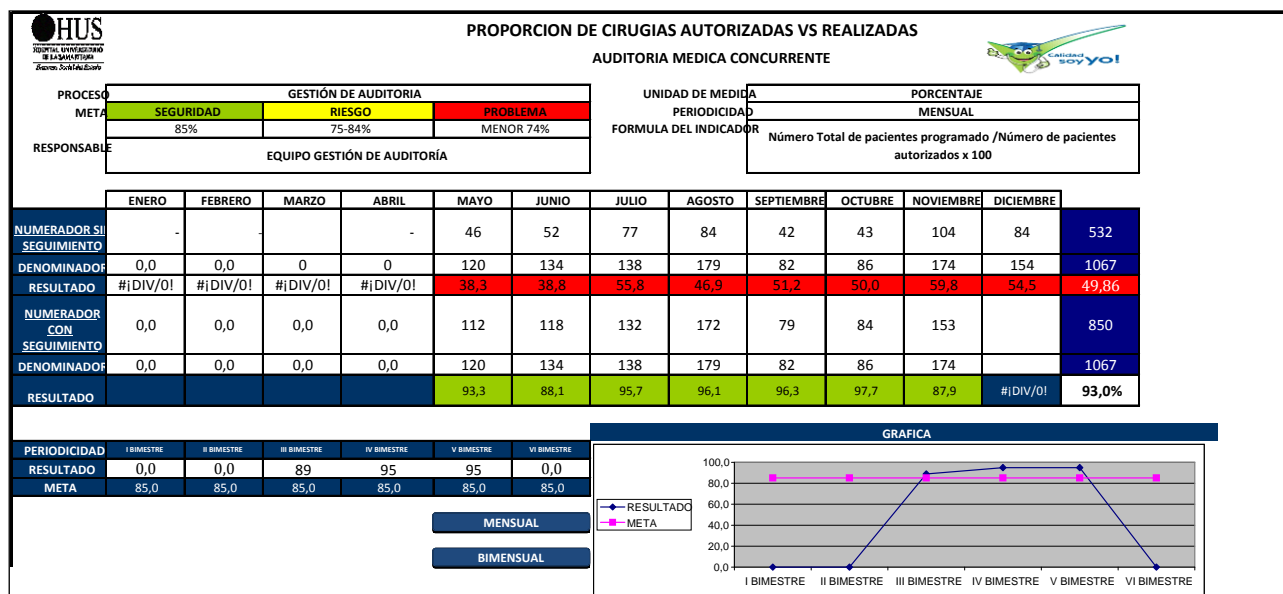 HUS
HOSPITAL UNIVERSITARIO
DE LA SAMARITANA
Empresa Social del Estado
PROPORCION DE CIRUGIAS AUTORIZADAS VS REALIZADAS
AUDITORIA MEDICA CONCURRENTE
Calidad
soy yo!
PROCESO GESTIÓN DE AUDITORIA UNIDAD DE MEDIDA PORCENTAJE
META SEGURIDAD RIESGO PROBLEMA PERIODICIDAD MENSUAL
85% 75-84% MENOR 74% FORMULA DEL INDICADOR Número Total de pacientes programado /Número de pacientes
autorizados x 100
RESPONSABLE EQUIPO GESTIÓN DE AUDITORÍA
ENERO FEBRERO MARZO ABRIL MAYO JUNIO JULIO AGOSTO SEPTIEMBRE OCTUBRE NOVIEMBRE DICIEMBRE
NUMERADOR SI
SEGUIMIENTO - - - 46 52 77 84 42 43 104 84 532
DENOMINADOR 0,0 0,0 0 0 120 134 138 179 82 86 174 154 1067
RESULTADO #¡DIV/0! #¡DIV/0! #¡DIV/0! #¡DIV/0! 38,3 38,8 55,8 46,9 51,2 50,0 59,8 54,5 49,86
NUMERADOR
CON
SEGUIMIENTO 0,0 0,0 0,0 0,0 112 118 132 172 79 84 153 850
DENOMINADOR 0,0 0,0 0,0 0,0 120 134 138 179 82 86 174 1067
RESULTADO 93,3 88,1 95,7 96,1 96,3 97,7 87,9 #¡DIV/0! 93,0%
PERIODICIDAD I BIMESTRE II BIMESTRE III BIMESTRE IV BIMESTRE V BIMESTRE VI BIMESTRE
RESULTADO 0,0 0,0 89 95 95 0,0
META 85,0 85,0 85,0 85,0 85,0 85,0
MENSUAL
BIMENSUAL
GRAFICA
RESULTADO
META
100,0
80,0
60,0
40,0
20,0
0,0
I BIMESTRE II BIMESTRE III BIMESTRE IV BIMESTRE V BIMESTRE VI BIMESTRE